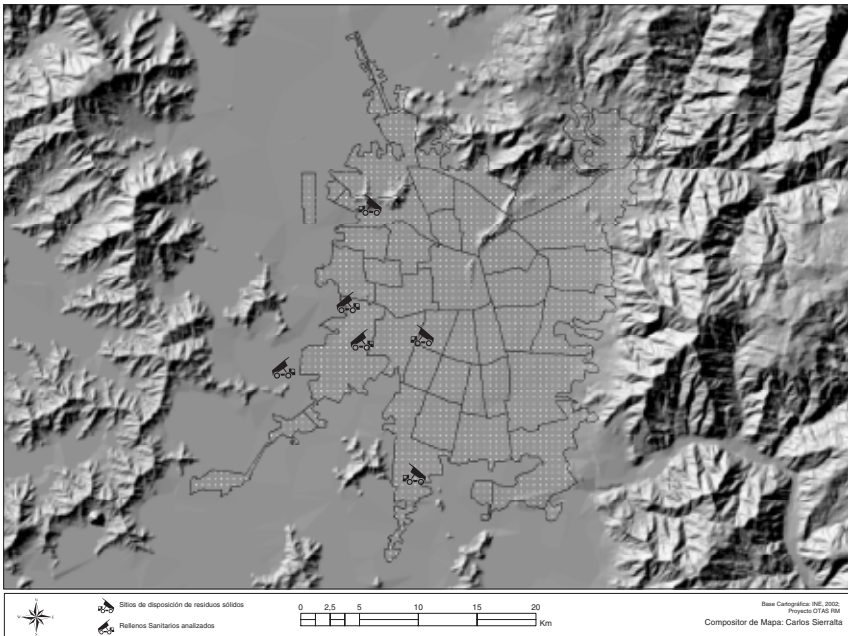 Sitios de disposición de residuos sólidos
Rellenos Sanitarios analizados
0 2,5 5 10 15 20
Km
Base Cartográfica: INE, 2002;
Proyecto OTAS RM
Compositor de Mapa: Carlos Sierralta